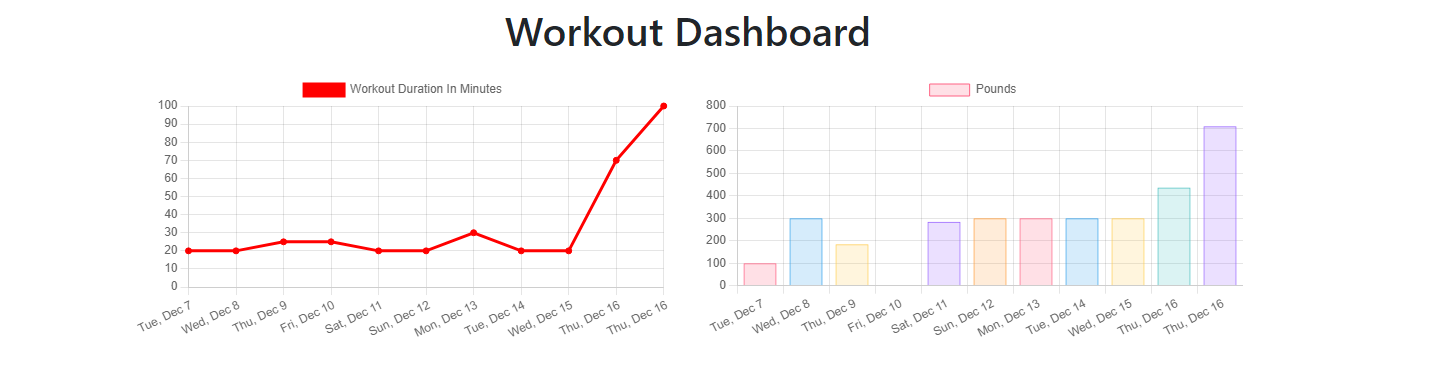 Workout Dashboard
Workout Duration In Minutes
100
90
80
70
60
50
40
30
20
10
0
Tue, Dec 7
Wed, Dec 8
Thu, Dec 9
Fri, Dec 10
Sat, Dec 11
Sun, Dec 12
Mon, Dec 13
Tue, Dec 14
Wed, Dec 15
Thu, Dec 16
Thu, Dec 16
Pounds
800
700
600
500
400
300
200
100
0
Tue, Dec 7
Wed, Dec 8
Thu, Dec 9
Fri, Dec 10
Sat, Dec 11
Sun, Dec 12
Mon, Dec 13
Tue, Dec 14
Wed, Dec 15
Thu, Dec 16
Thu, Dec 16